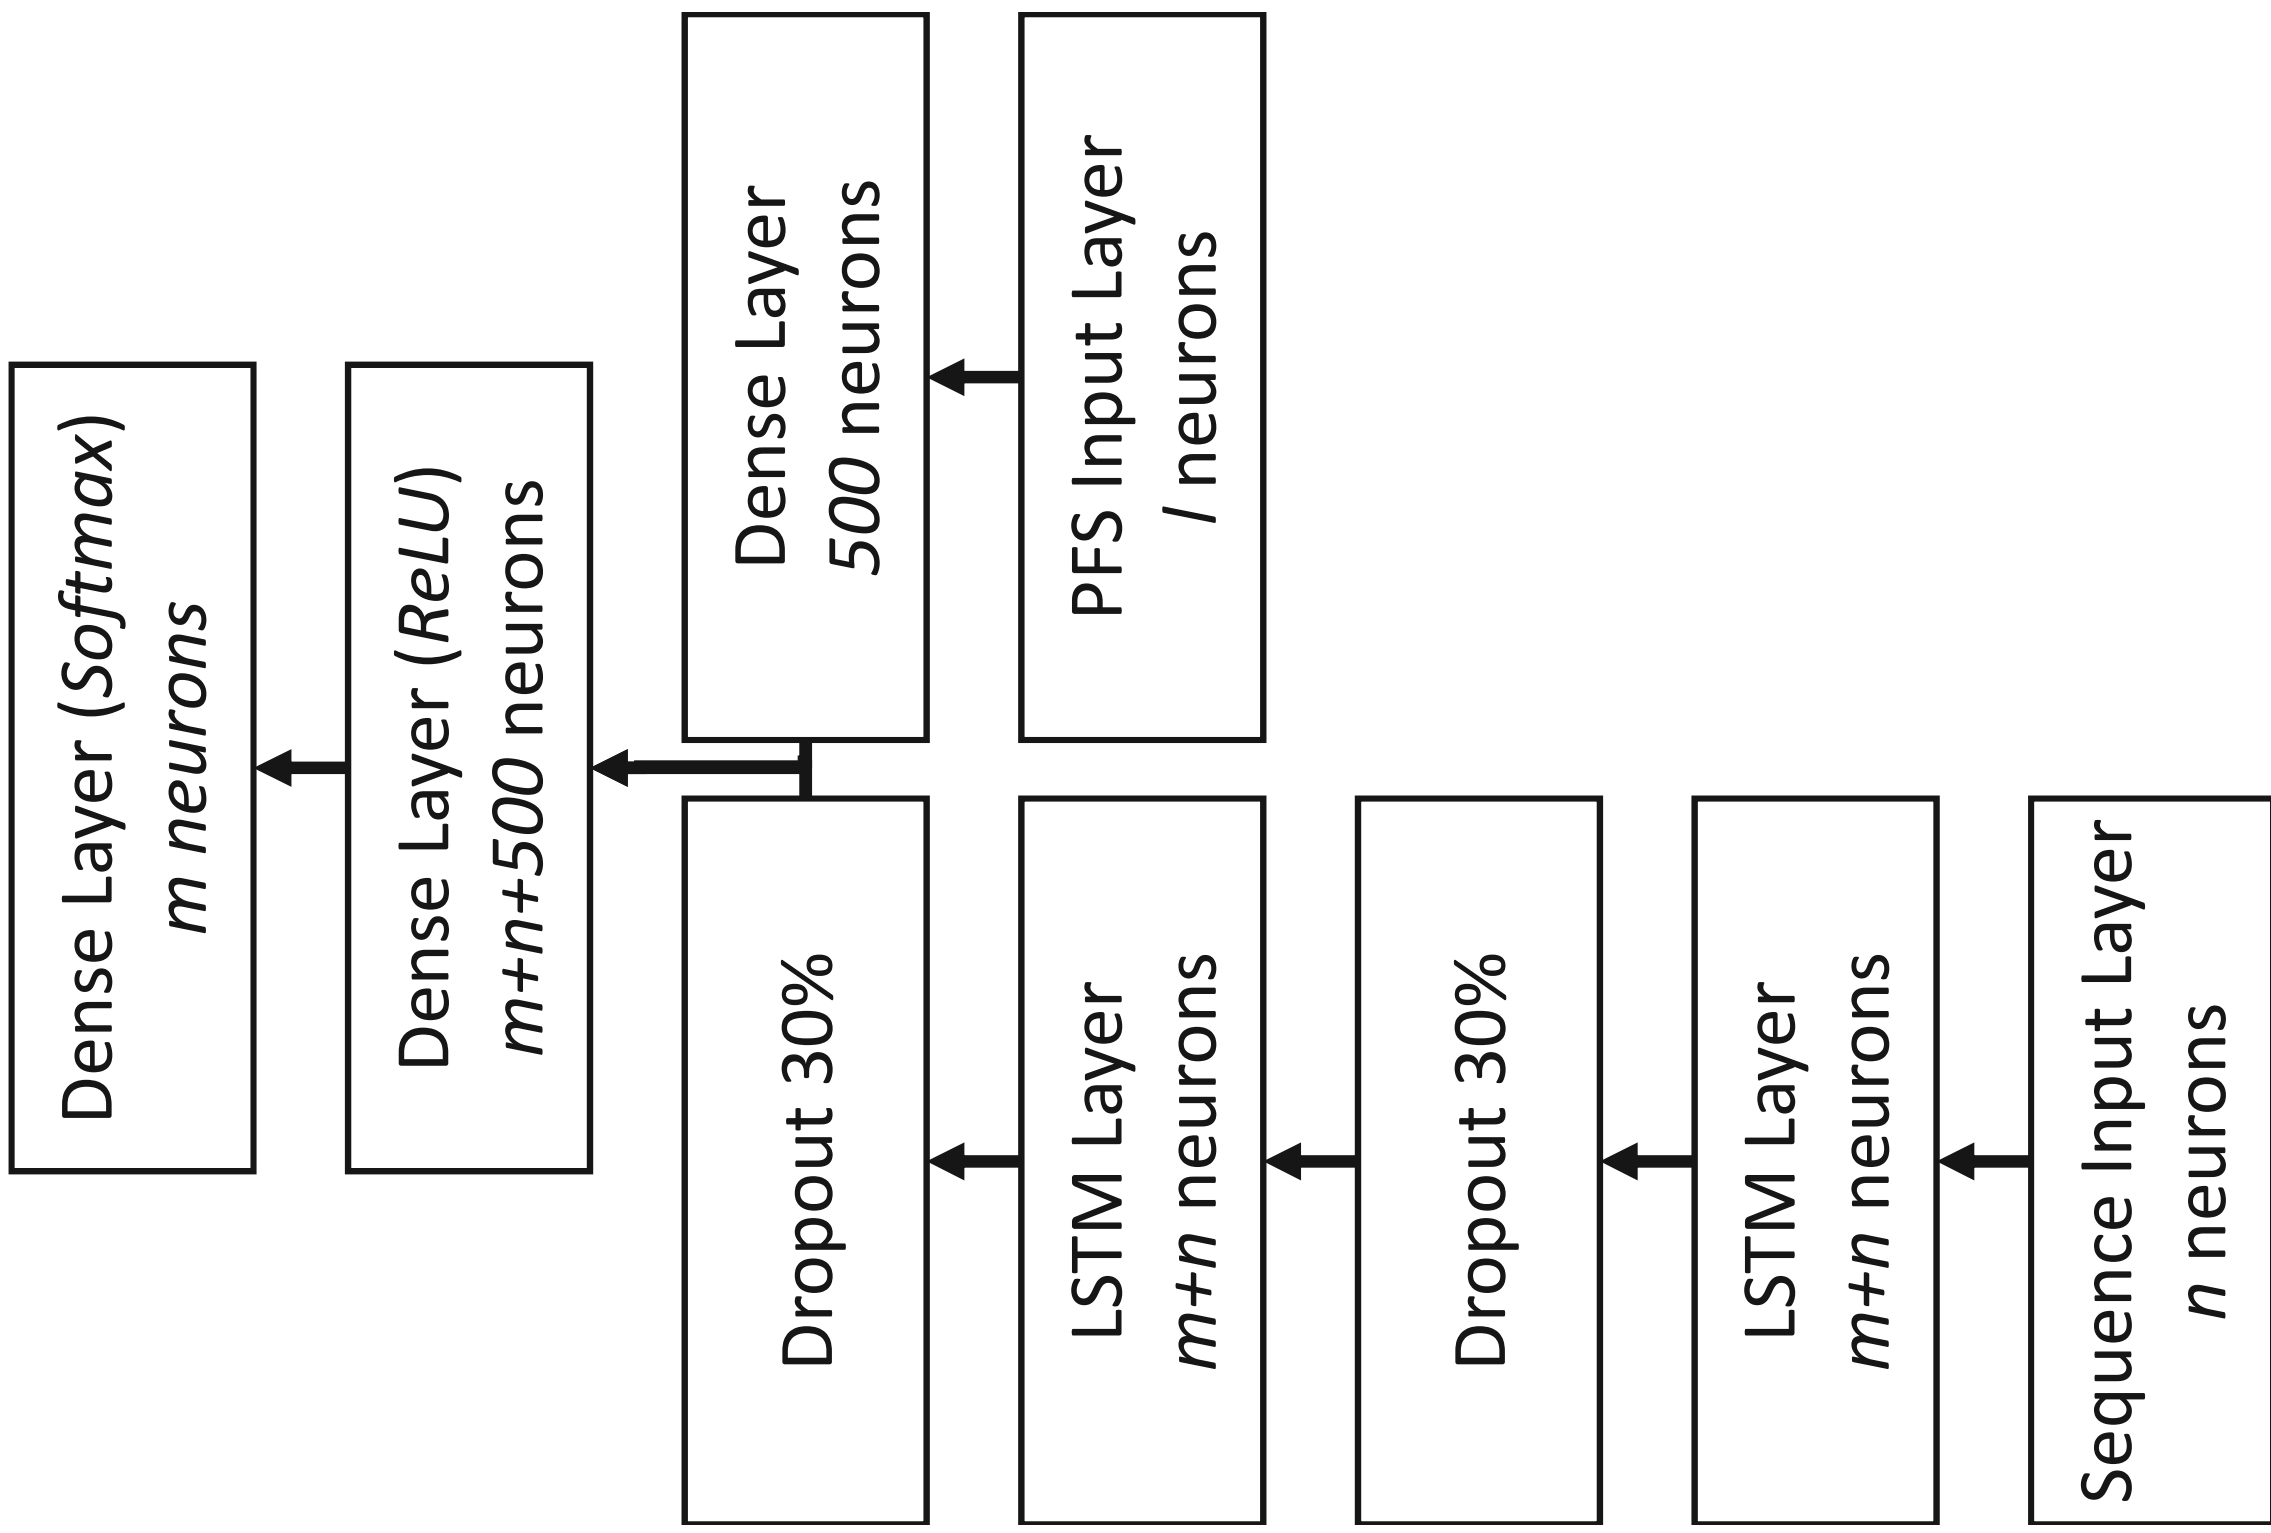 Dense Layer (Softmax)
m neurons
Dense Layer (ReLU)
m+n+500 neurons
Dropout 30%
Dense Layer
500 neurons
LSTM Layer
m+n neurons
PFS Input Layer
l neurons
Dropout 30%
LSTM Layer
m+n neurons
Sequence Input Layer
n neurons